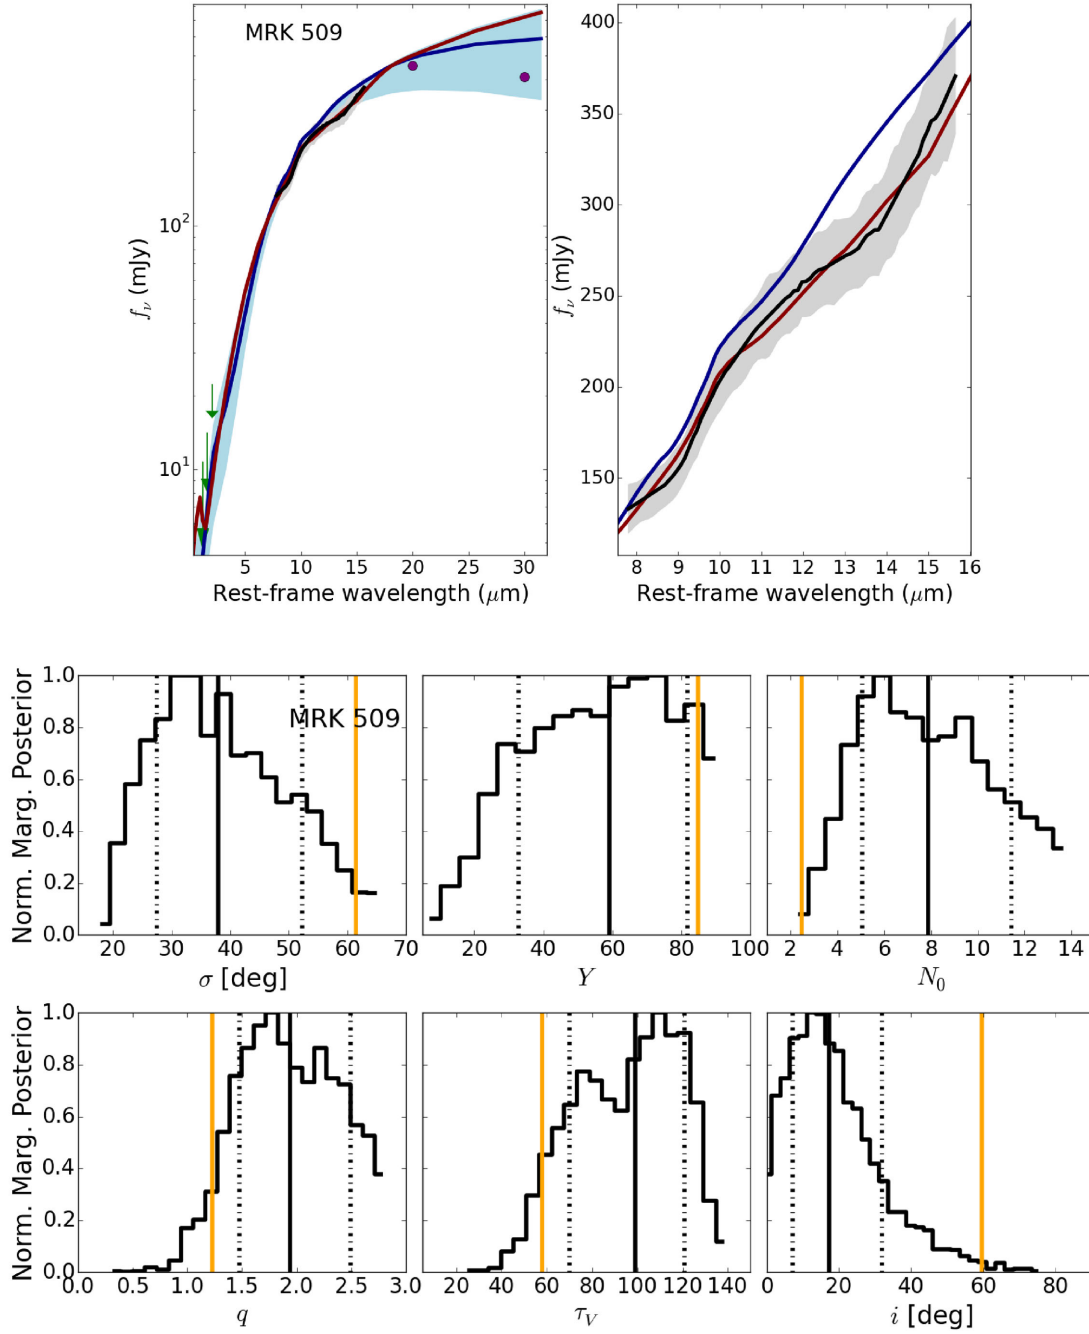 MRK 509
f_ν (mJy)
10^2
10^1
5 10 15 20 25 30
Rest-frame wavelength (μm)
f_ν (mJy)
400
350
300
250
200
150
8 9 10 11 12 13 14 15 16
Rest-frame wavelength (μm)
Norm. Marg. Posterior
1.0
0.8
0.6
0.4
0.2
0.0
MRK 509
20 30 40 50 60 70
σ [deg]
0 20 40 60 80 100
Y
2 4 6 8 10 12 14
N_0
Norm. Marg. Posterior
1.0
0.8
0.6
0.4
0.2
0.0
0.0 0.5 1.0 1.5 2.0 2.5 3.0
q
20 40 60 80 100 120 140
τ_V
0 20 40 60 80
i [deg]